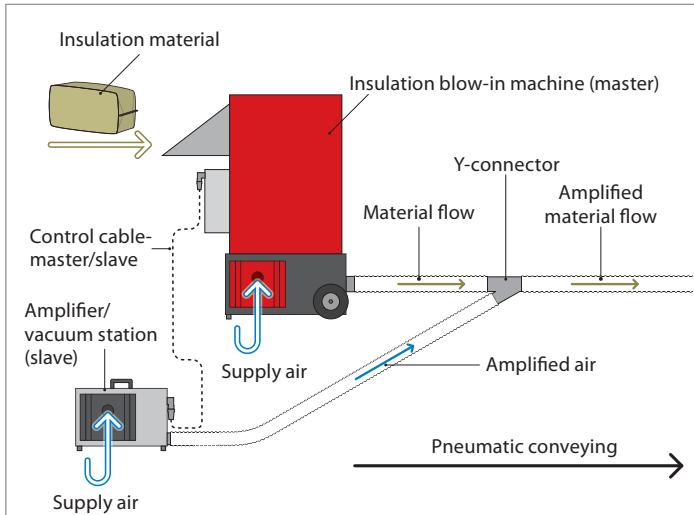 Insulation material
Insulation blow-in machine (master)
Y-connector
Material flow
Amplified
material flow
Control cable-
master/slave
Amplifier/
vacuum station
(slave)
Supply air
Amplified air
Pneumatic conveying
Supply air